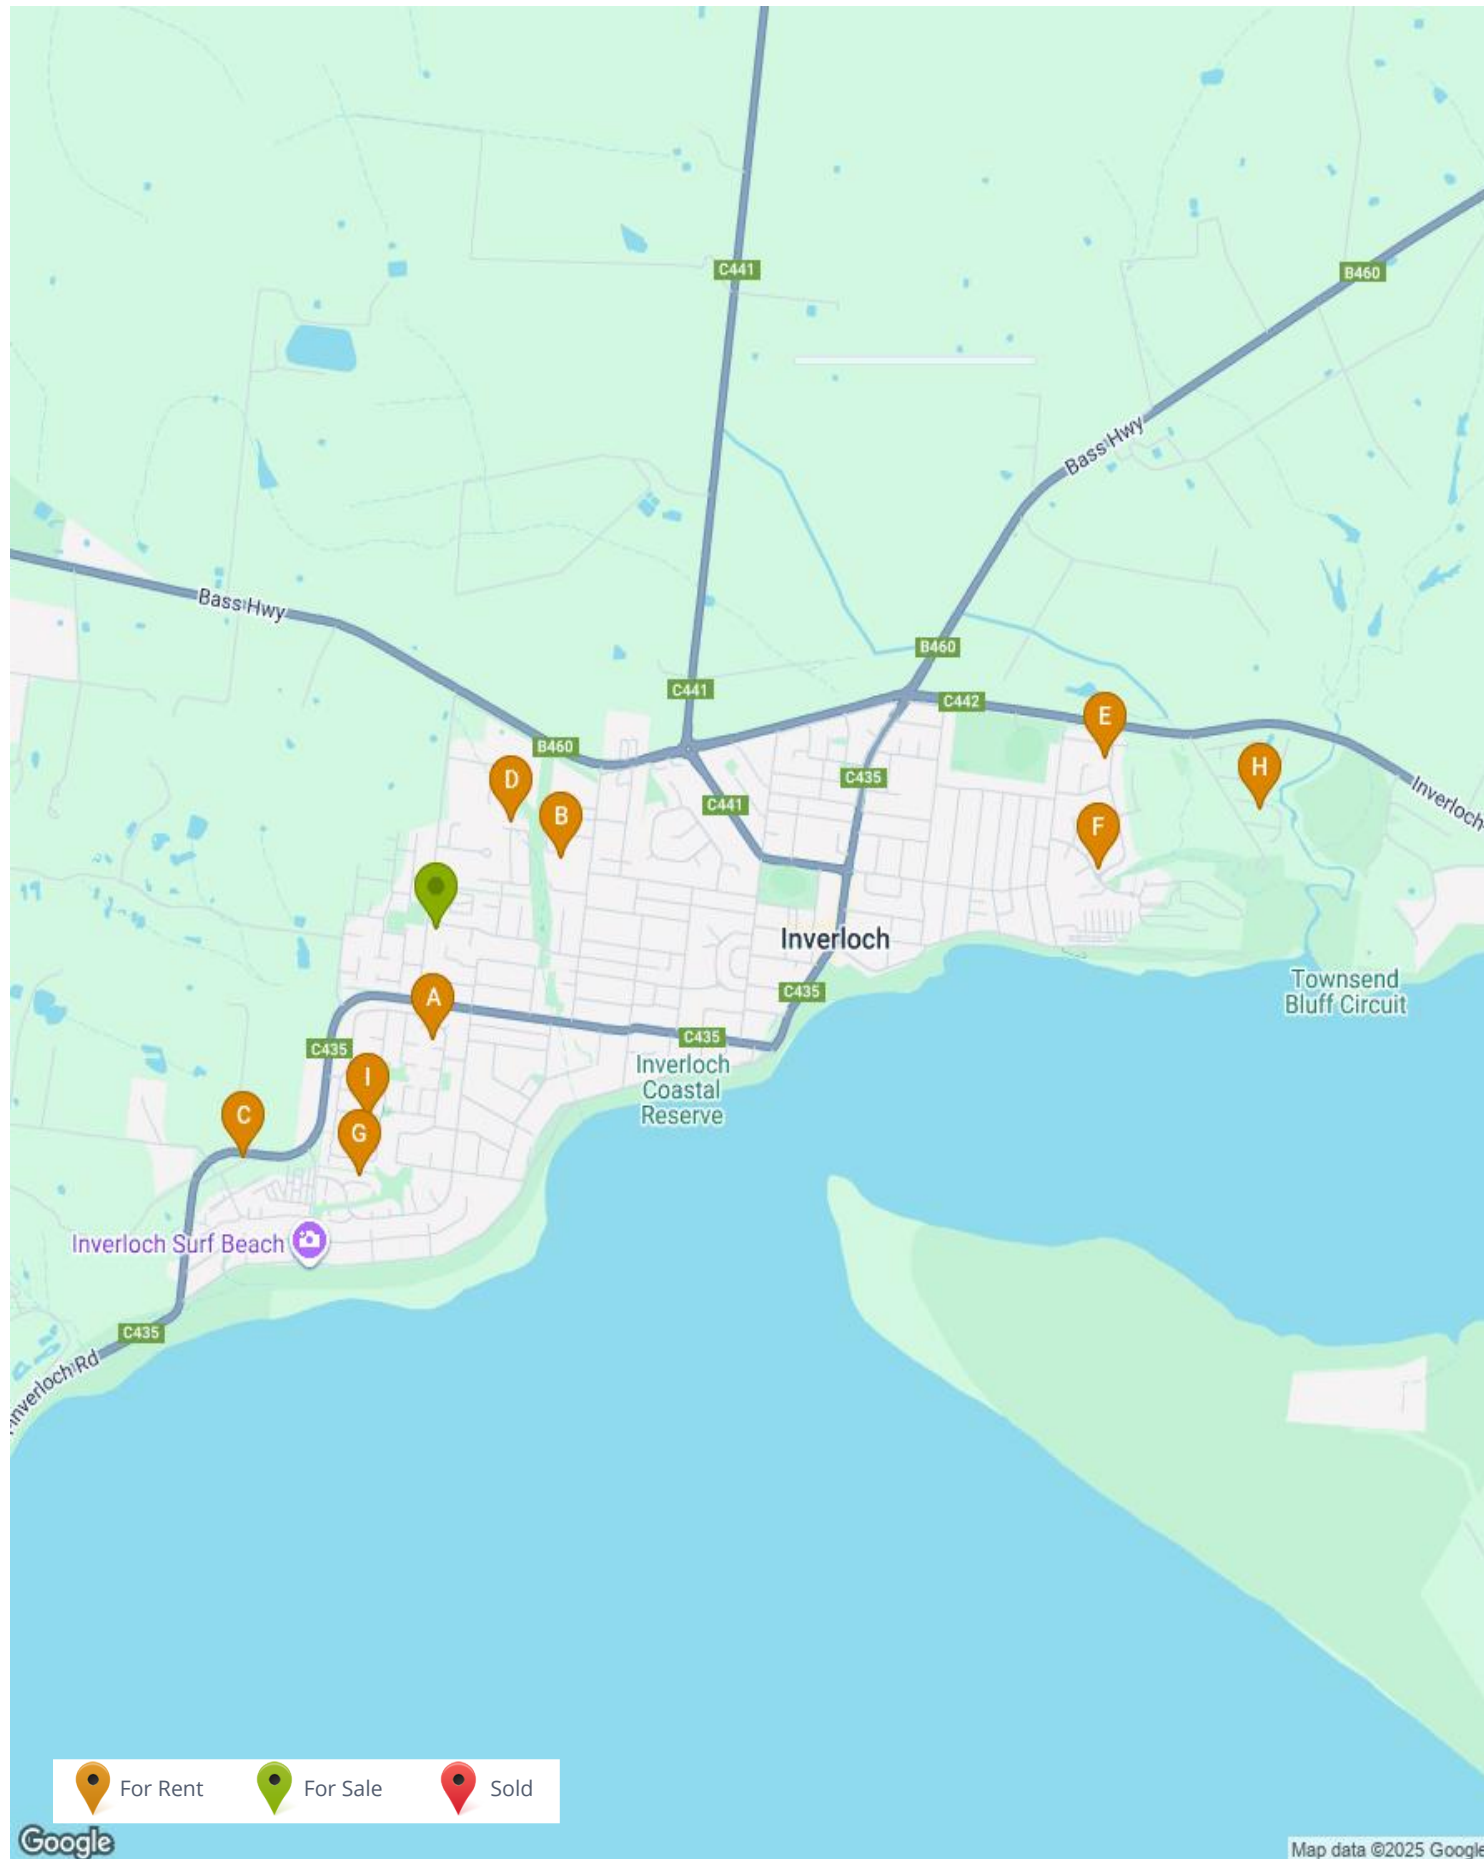 C441
B460
Bass Hwy
Bass Hwy
B460
C441
C442
E
B460
H
D
C435
Inverloch
C441
B
F
Inverloch
Townsend
Bluff Circuit
A
C435
C435
C435
Inverloch
Coastal
Reserve
I
C
G
Inverloch Surf Beach
C435
Inverloch Rd
For Rent
For Sale
Sold
Google
Map data ©2025 Google